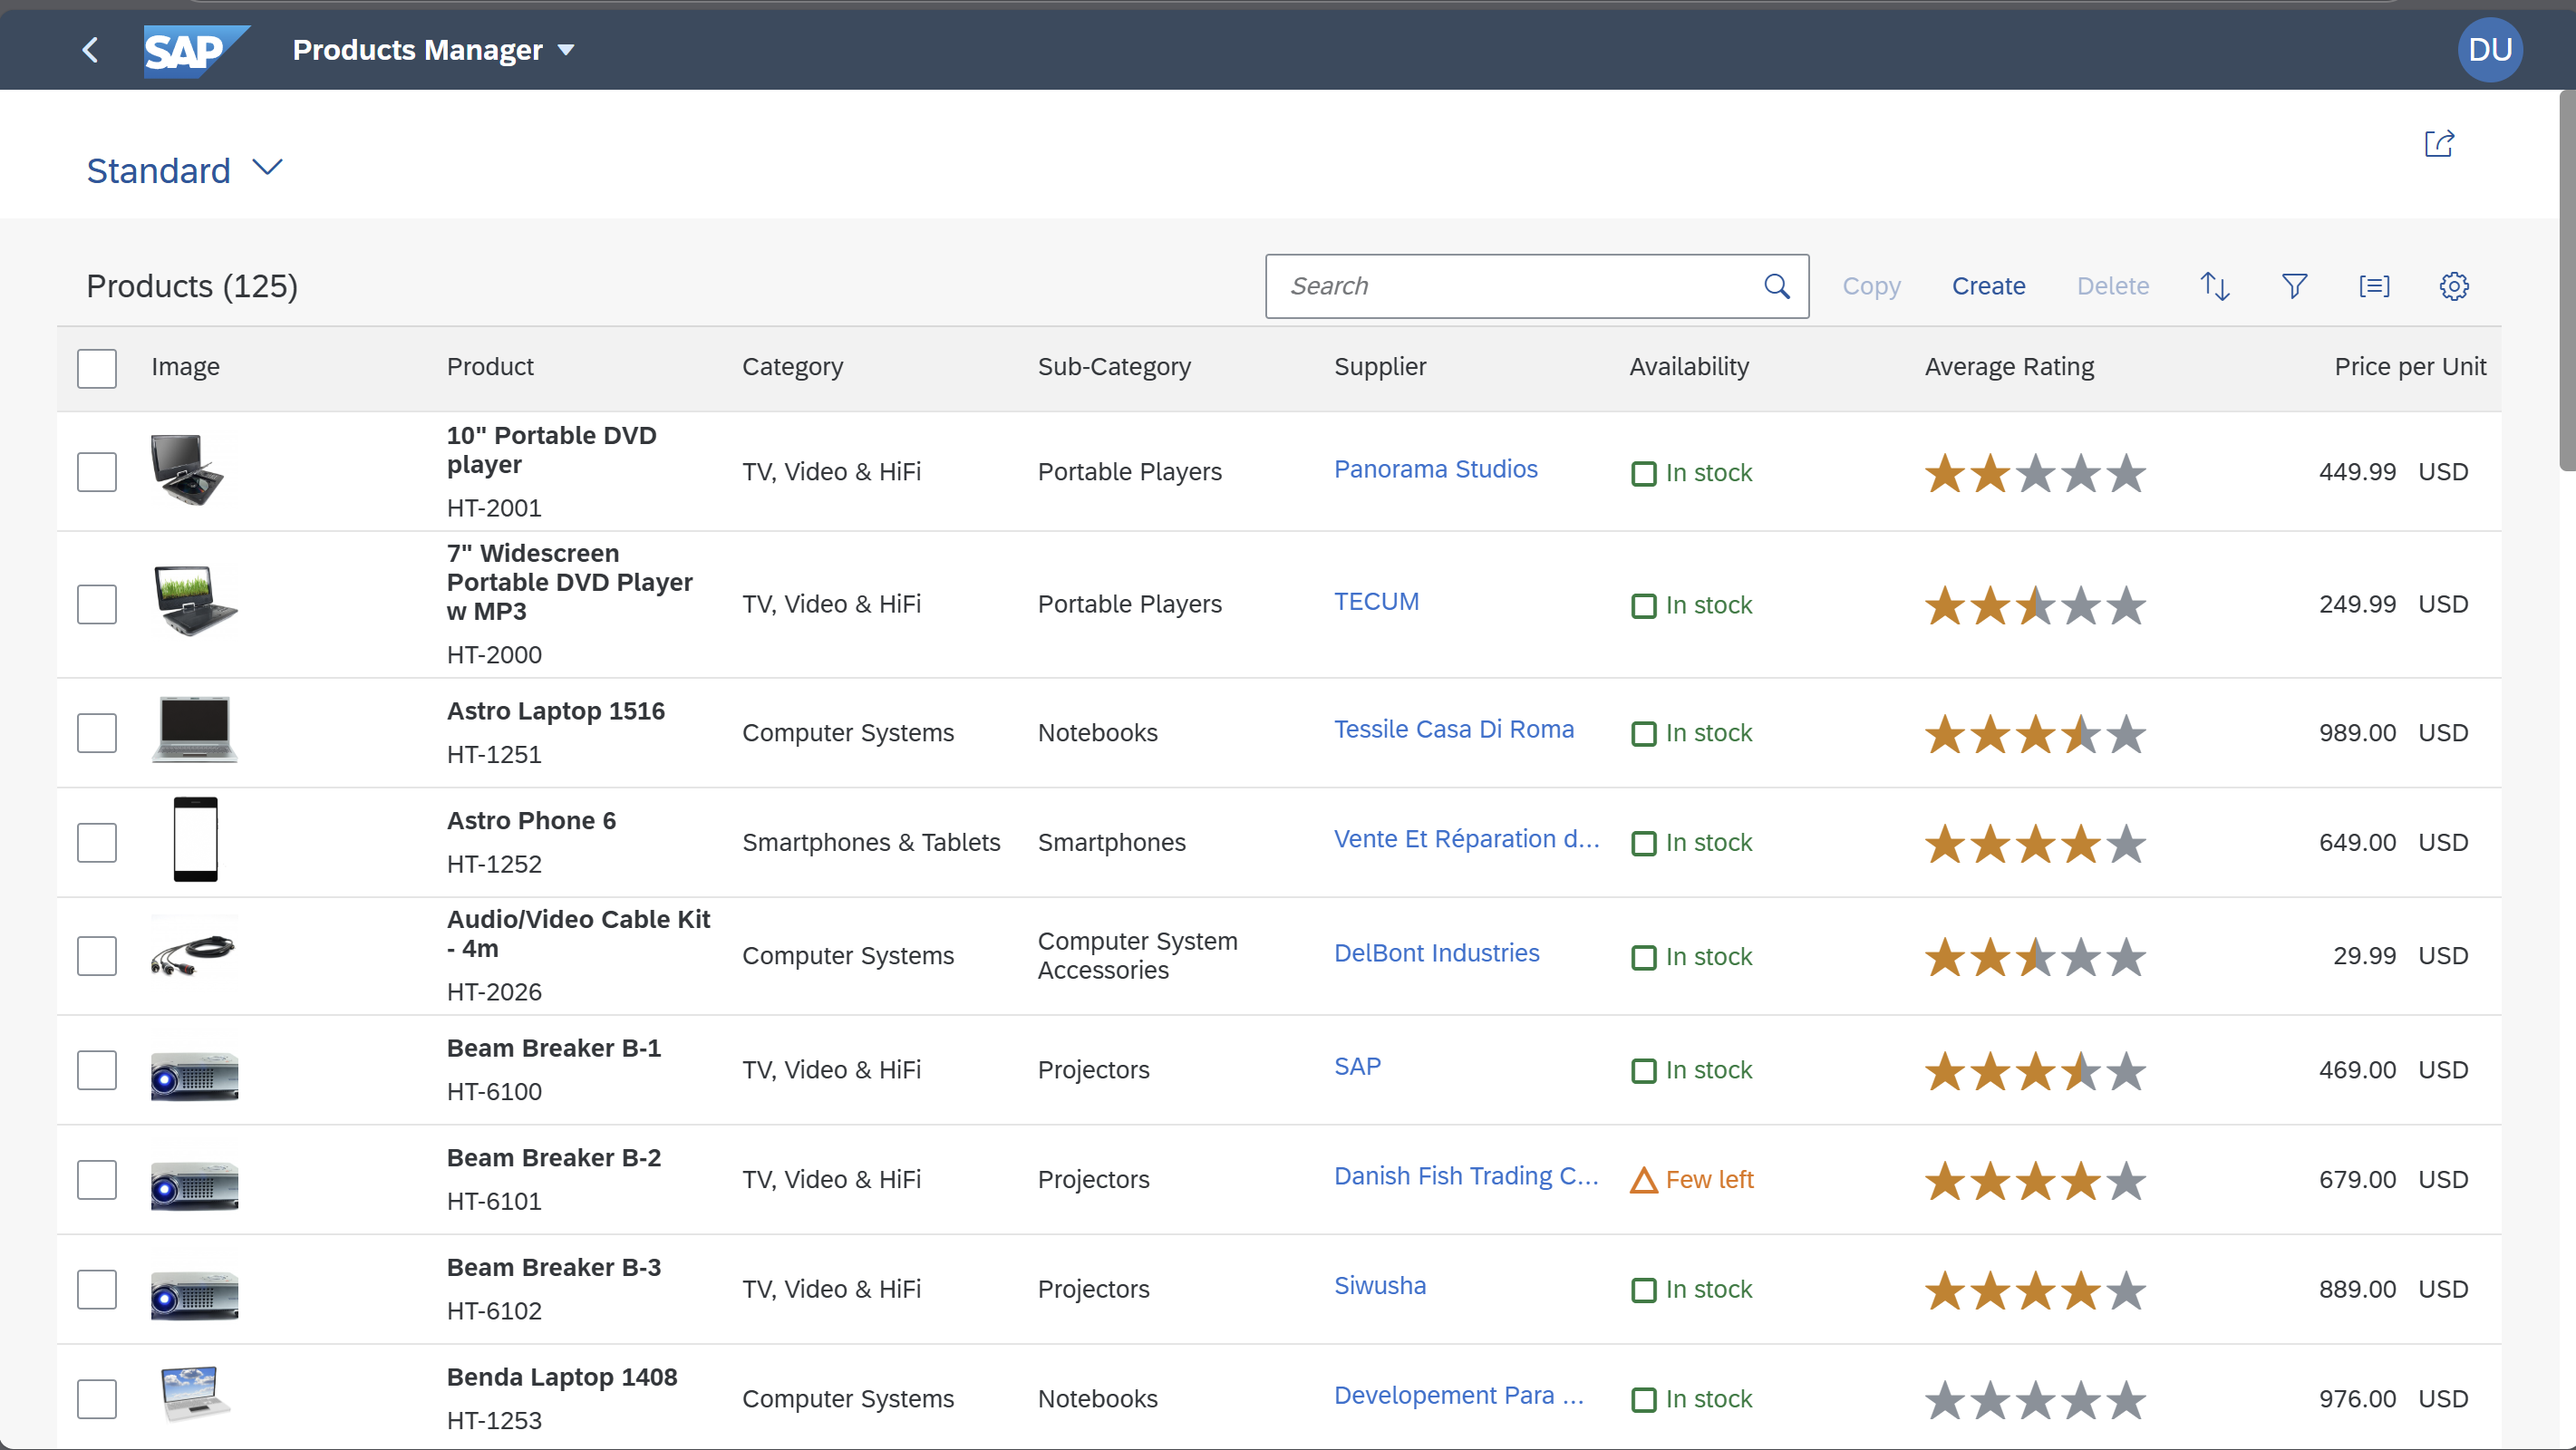 SAP Products Manager
DU
Standard
Products (125)
Search
Copy
Create
Delete
Image Product Category Sub-Category Supplier Availability Average Rating Price per Unit
10" Portable DVD
player
HT-2001
TV, Video & HiFi
Portable Players
Panorama Studios
In stock
449.99 USD
7" Widescreen
Portable DVD Player
w MP3
HT-2000
TV, Video & HiFi
Portable Players
TECUM
In stock
249.99 USD
Astro Laptop 1516
HT-1251
Computer Systems
Notebooks
Tessile Casa Di Roma
In stock
989.00 USD
Astro Phone 6
HT-1252
Smartphones & Tablets
Smartphones
Vente Et Réparation d...
In stock
649.00 USD
Audio/Video Cable Kit
- 4m
HT-2026
Computer Systems
Computer System
Accessories
DelBont Industries
In stock
29.99 USD
Beam Breaker B-1
HT-6100
TV, Video & HiFi
Projectors
SAP
In stock
469.00 USD
Beam Breaker B-2
HT-6101
TV, Video & HiFi
Projectors
Danish Fish Trading C...
Few left
679.00 USD
Beam Breaker B-3
HT-6102
TV, Video & HiFi
Projectors
Siwusha
In stock
889.00 USD
Benda Laptop 1408
HT-1253
Computer Systems
Notebooks
Developement Para ...
In stock
976.00 USD